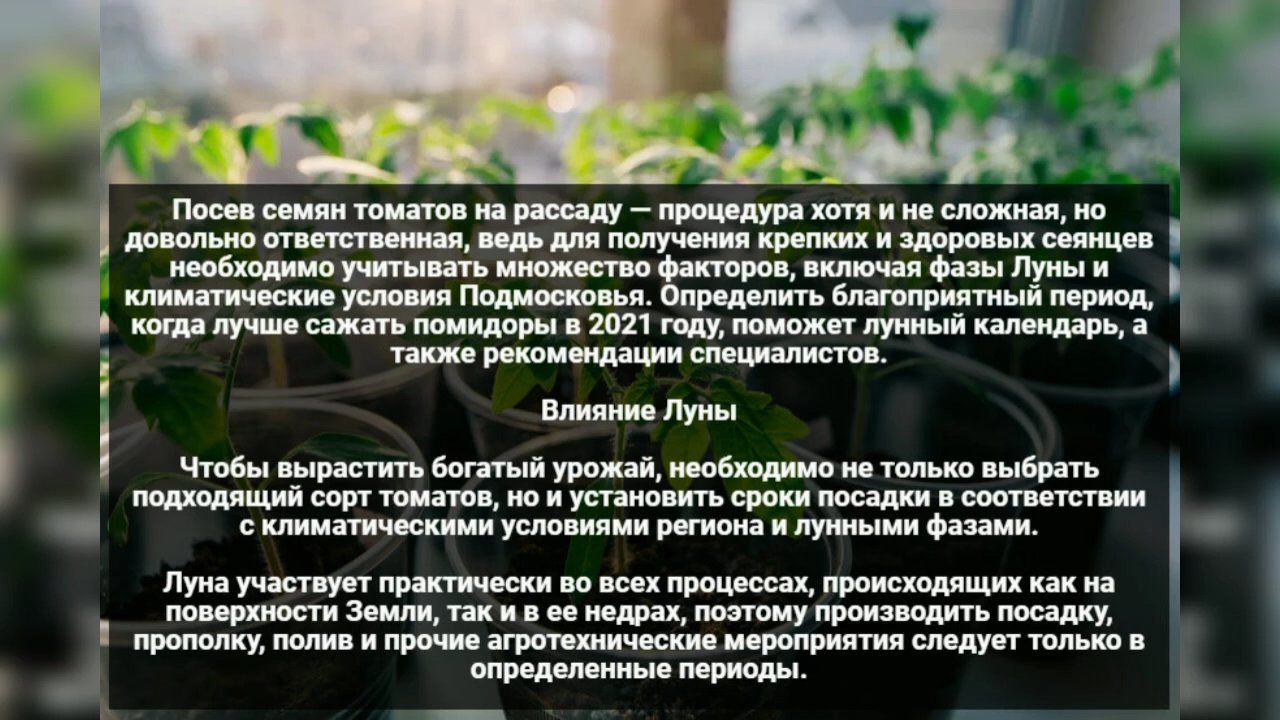 Посев семян томатов на рассаду — процедура хотя и не сложная, но
довольно ответственная, ведь для получения крепких и здоровых сеянцев
необходимо учитывать множество факторов, включая фазы Луны и
климатические условия Подмосковья. Определить благоприятный период,
когда лучше сажать помидоры в 2021 году, поможет лунный календарь, а
также рекомендации специалистов.
Влияние Луны
Чтобы вырастить богатый урожай, необходимо не только выбрать
подходящий сорт томатов, но и установить сроки посадки в соответствии
с климатическими условиями региона и лунными фазами.
Луна участвует практически во всех процессах, происходящих как на
поверхности Земли, так и в ее недрах, поэтому производить посадку,
прополку, полив и прочие агротехнические мероприятия следует только в
определенные периоды.